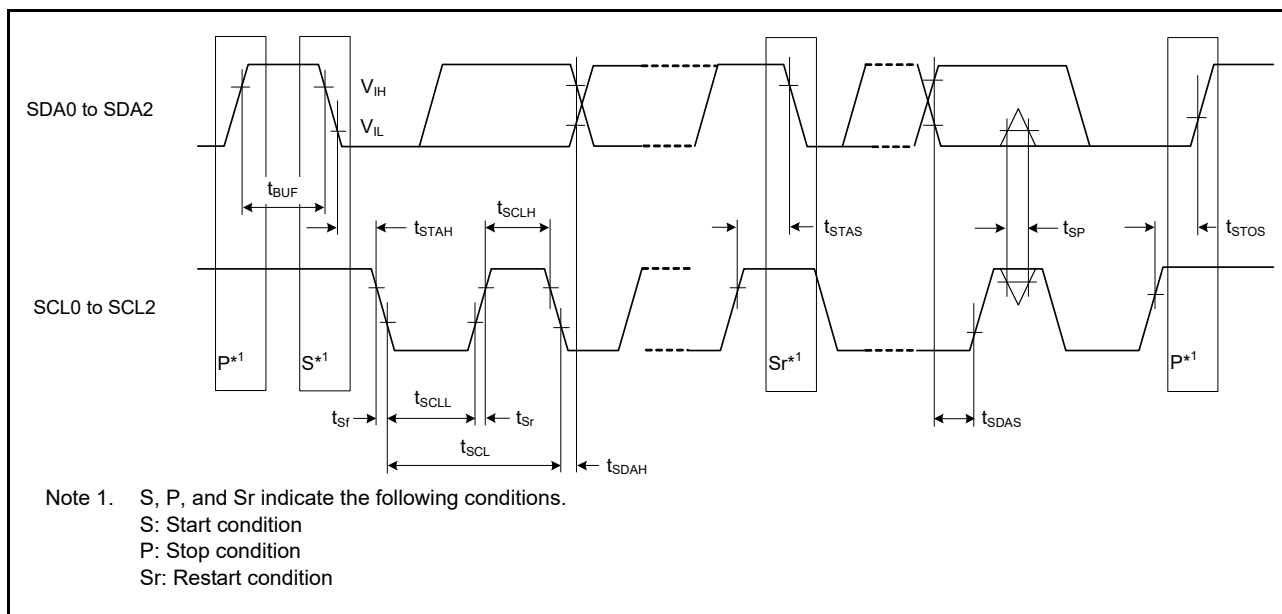 SDA0 to SDA2
VIH
VIL
tBUF
tSTAH
tSCLH
tSTAS
tSP
tSTOS
SCL0 to SCL2
P*1
S*1
Sr*1
P*1
tSf
tSCLL
tSr
tSDAS
tSCL
tSDAH
Note 1. S, P, and Sr indicate the following conditions.
S: Start condition
P: Stop condition
Sr: Restart condition